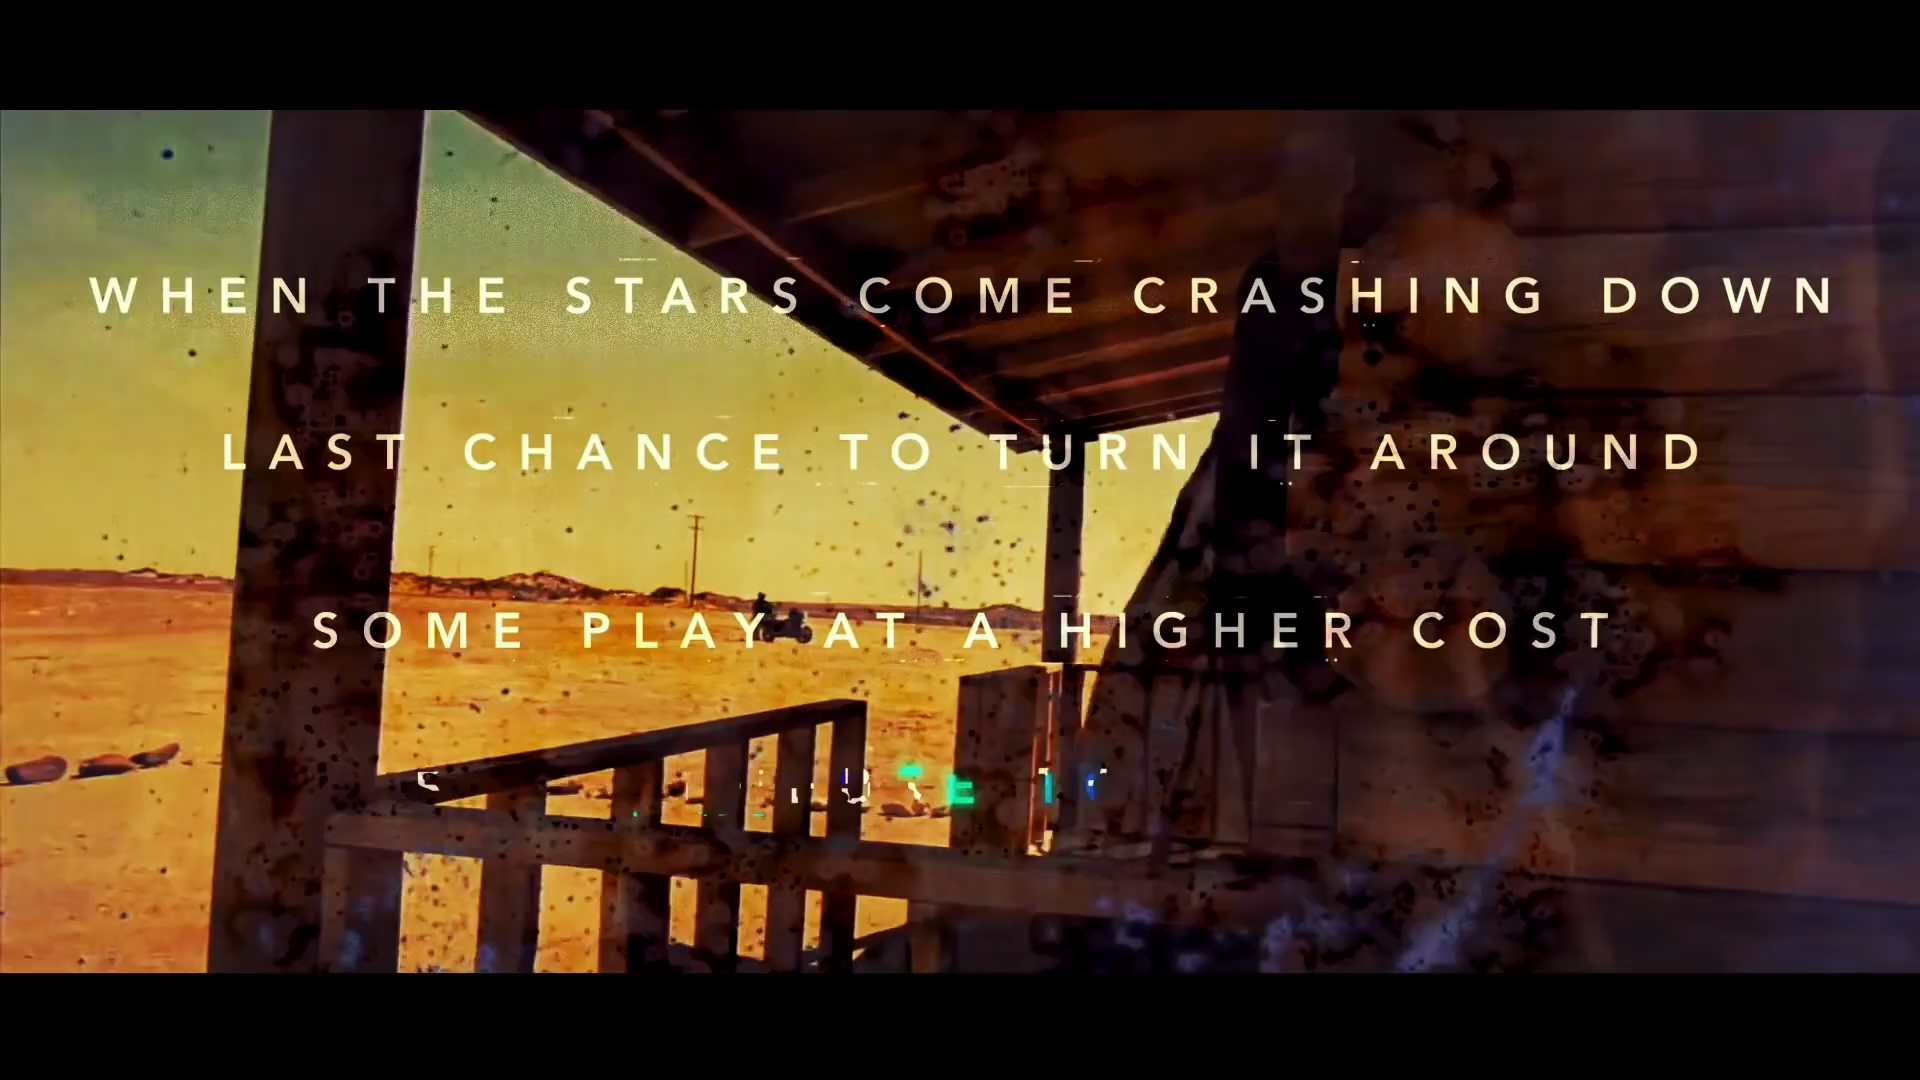 WHEN THE STARS COME CRASHING DOWN
LAST CHANCE TO TURN IT AROUND
SOME PLAY AT A HIGHER COST